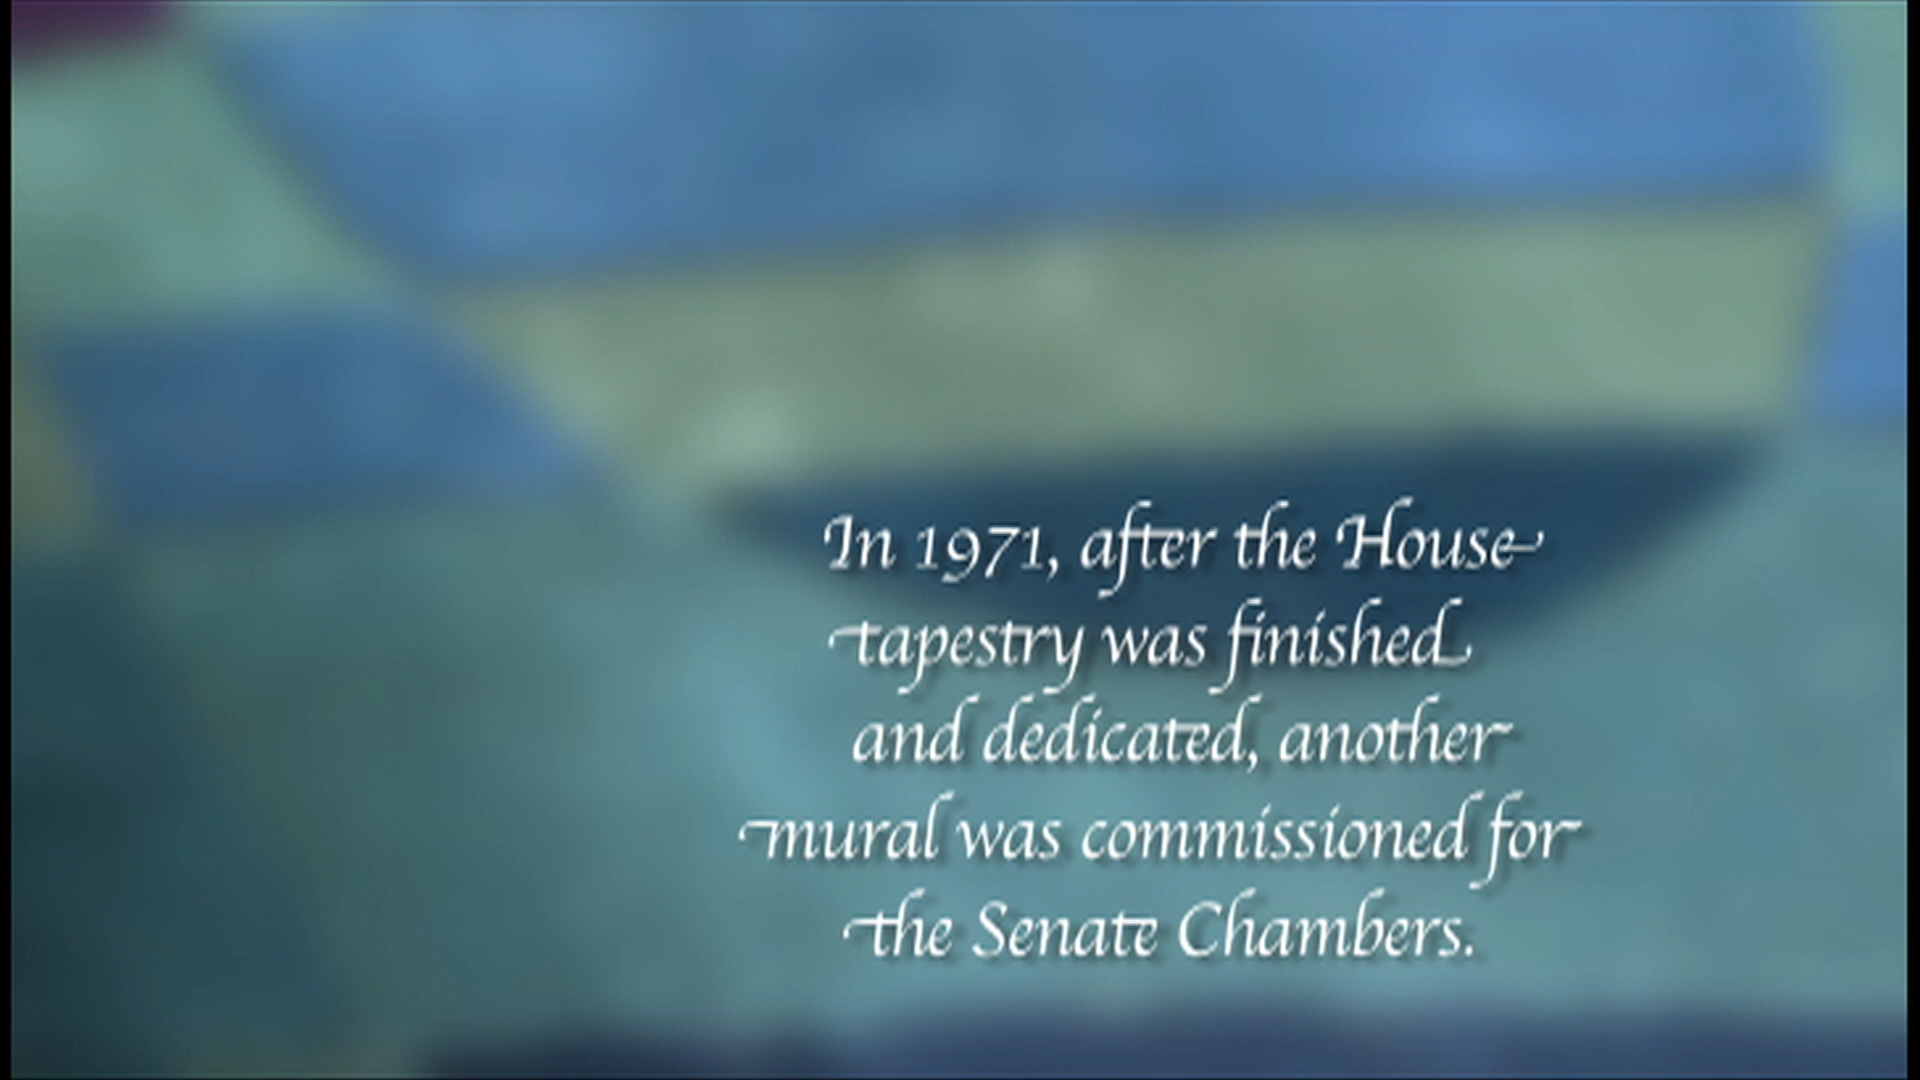 In 1971, after the House
tapestry was finished
and dedicated, another
mural was commissioned for
the Senate Chambers.